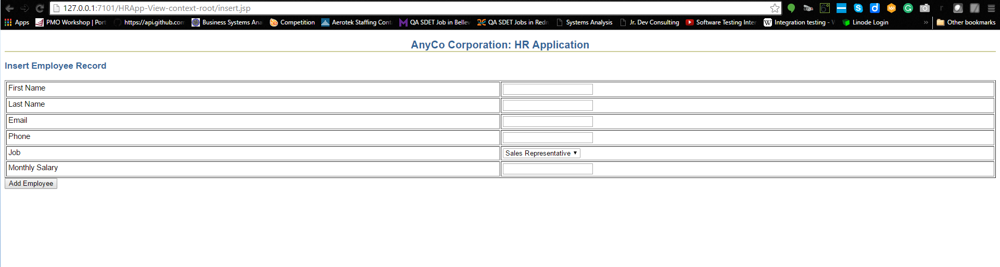 127.0.0.1:7101/HRApp-View-context-root/insert.jsp
Apps PMO Workshop | Port https://api.github.com Business Systems Ana Competition Aerotek Staffing Cont QA SDET Job in Bellev QA SDET Jobs in Redm Systems Analysis Jr. Dev Consulting Software Testing Inter Integration testing - W Linode Login » Other bookmarks
AnyCo Corporation: HR Application
Insert Employee Record
First Name
Last Name
Email
Phone
Job Sales Representative
Monthly Salary
Add Employee